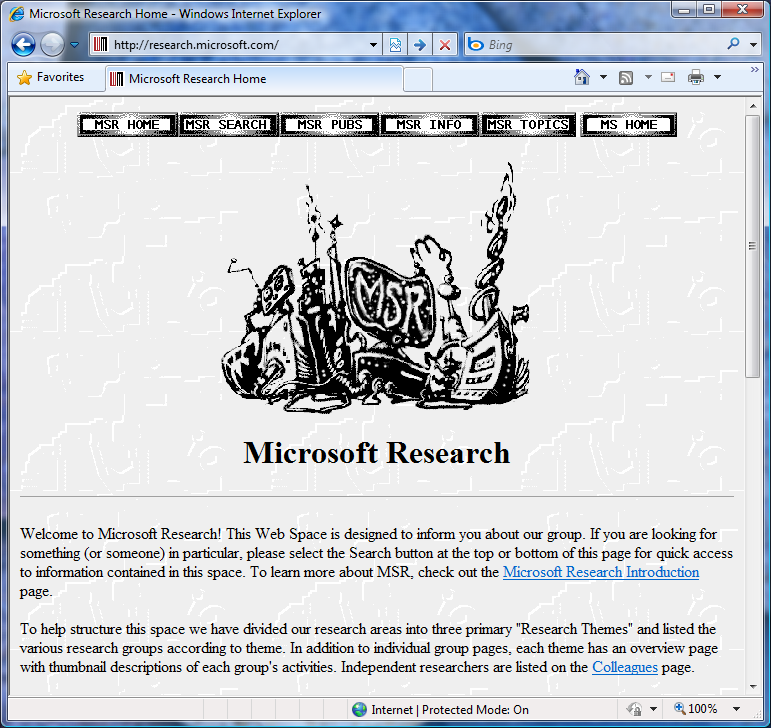 Microsoft Research Home - Windows Internet Explorer
http://research.microsoft.com/
Bing
Favorites
Microsoft Research Home
MSR HOME MSR SEARCH MSR PUBS MSR INFO MSR TOPICS MS HOME
MSR
Microsoft Research
Welcome to Microsoft Research! This Web Space is designed to inform you about our group. If you are looking for
something (or someone) in particular, please select the Search button at the top or bottom of this page for quick access
to information contained in this space. To learn more about MSR, check out the Microsoft Research Introduction
page.
To help structure this space we have divided our research areas into three primary "Research Themes" and listed the
various research groups according to theme. In addition to individual group pages, each theme has an overview page
with thumbnail descriptions of each group's activities. Independent researchers are listed on the Colleagues page.
Internet | Protected Mode: On
100%